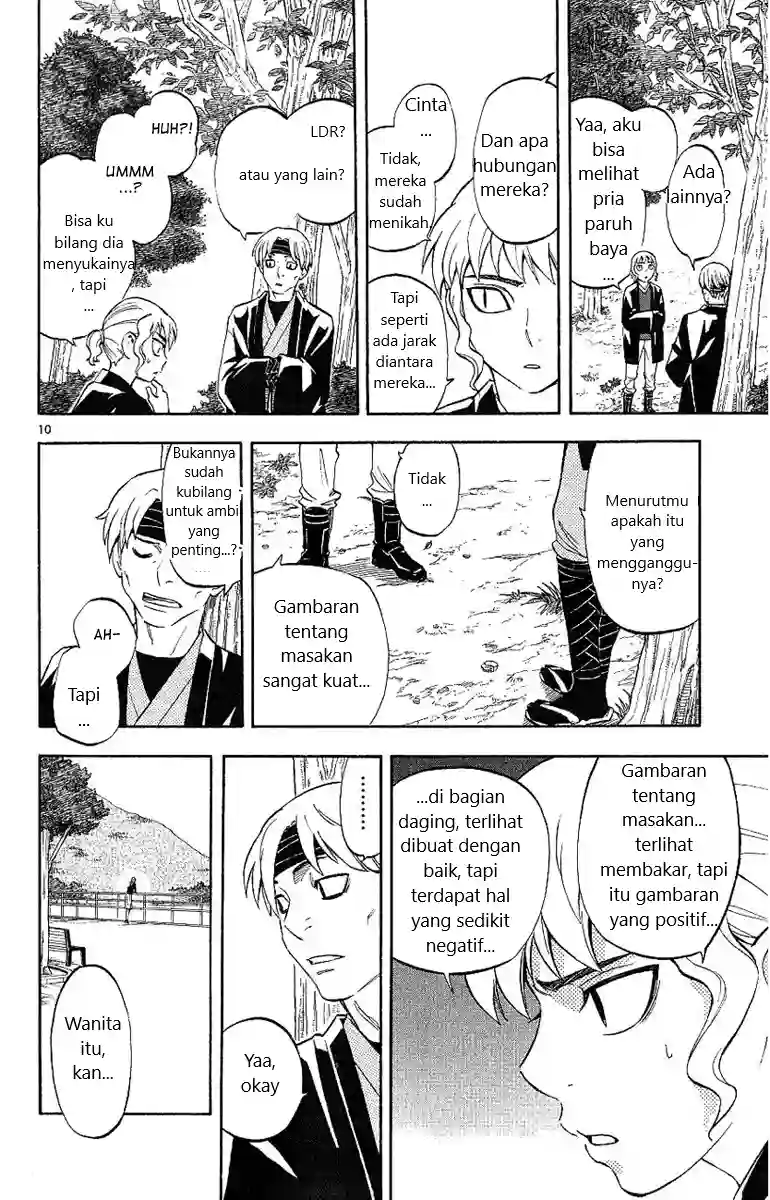 Ada
lainnya?
Yaa, aku
bisa
melihat
pria
paruh
baya
...
Dan apa
hubungan
mereka?
Cinta
...
Tidak,
mereka
sudah
menikah.
Tapi
seperti
ada jarak
diantara
mereka...
LDR?
atau yang lain?
HUH?!
UMMM
...?
Bisa ku
bilang dia
menyukainya
, tapi
...
10
Menurutmu
apakah itu
yang
mengganggu-
nya?
Tidak
...
Gambaran
tentang
masakan
sangat kuat...
Bukannya
sudah
kubilang
untuk ambi
yang
penting...?
....
AH-
Tapi
...
Gambaran
tentang
masakan...
terlihat
membakar, tapi
itu gambaran
yang positif...
...di bagian
daging, terlihat
dibuat dengan
baik, tapi
terdapat hal
yang sedikit
negatif...
.........
Yaa,
okay
Wanita
itu,
kan...